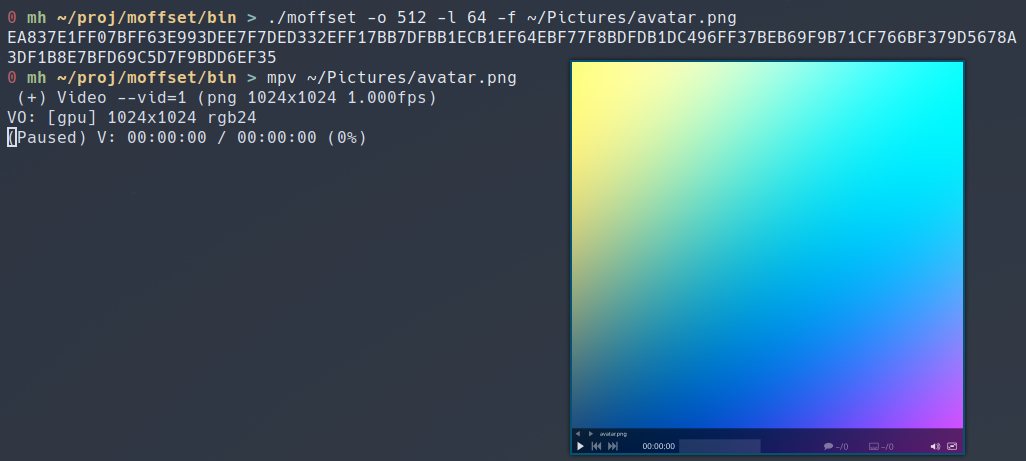 0 mh ~/proj/moffset/bin > ./moffset -o 512 -l 64 -f ~/Pictures/avatar.png
EA837E1FF07BFF63E993DEE7F7DED332EFF17BB7DFBB1ECB1EF64EBF77F8BDFDB1DC496FF37BEB69F9B71CF766BF379D5678A
3DF1B8E7BFD69C5D7F9BDD6EF35
0 mh ~/proj/moffset/bin > mpv ~/Pictures/avatar.png
(+) Video --vid=1 (png 1024x1024 1.000fps)
VO: [gpu] 1024x1024 rgb24
(Paused) V: 00:00:00 / 00:00:00 (0%)
avatar.png
00:00:00
-/0
-/0